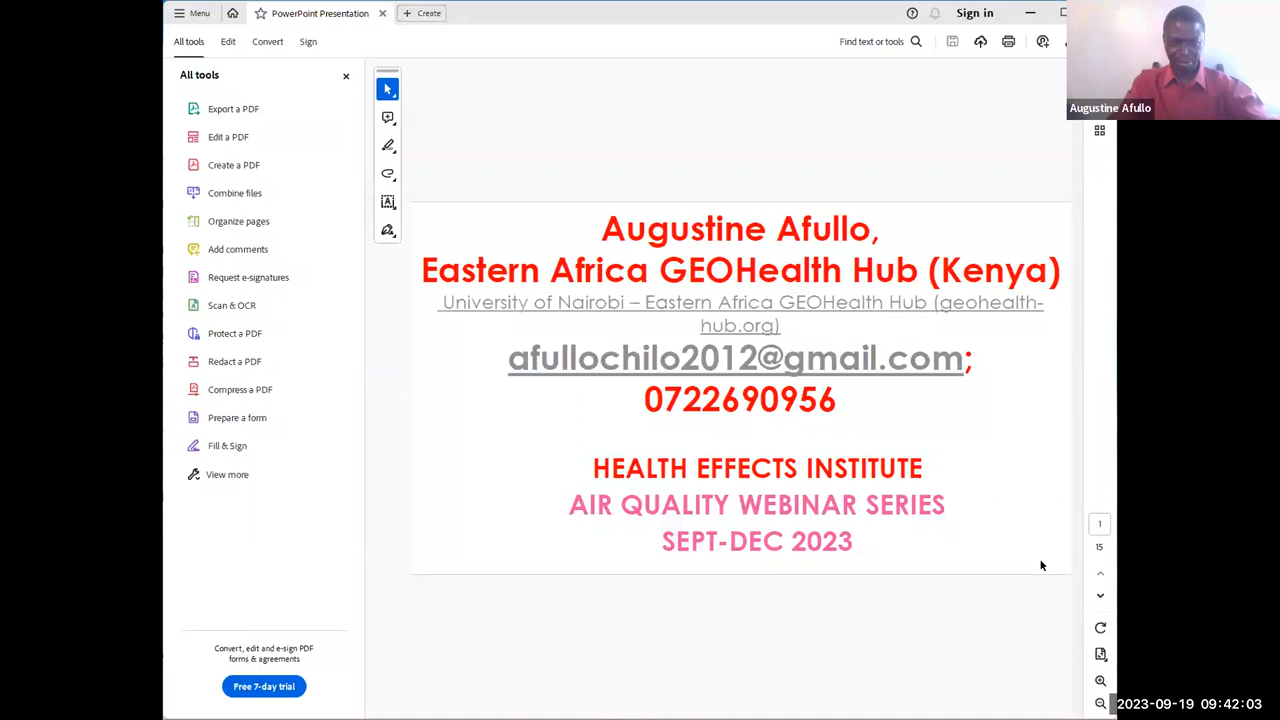 Menu
PowerPoint Presentation
Create
Sign in
All tools
Edit
Convert
Sign
Find text or tools
All tools
Export a PDF
Edit a PDF
Create a PDF
Combine files
Organize pages
Add comments
Request e-signatures
Scan & OCR
Protect a PDF
Redact a PDF
Compress a PDF
Prepare a form
Fill & Sign
View more
Convert, edit and e-sign PDF
forms & agreements
Free 7-day trial
Augustine Afullo,
Eastern Africa GEOHealth Hub (Kenya)
University of Nairobi – Eastern Africa GEOHealth Hub (geohealth-
hub.org)
afullochilo2012@gmail.com;
0722690956
HEALTH EFFECTS INSTITUTE
AIR QUALITY WEBINAR SERIES
SEPT-DEC 2023
Augustine Afullo
1
15
2023-09-19 09:42:03